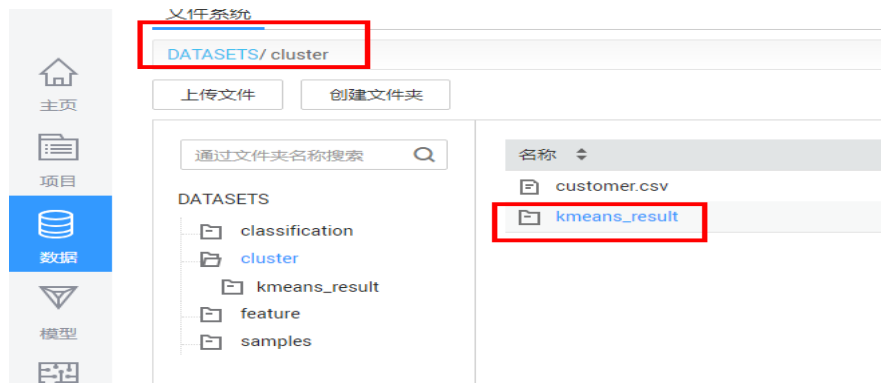 文件系统
DATASETS/ cluster
主页
项目
数据
模型
上传文件
创建文件夹
通过文件夹名称搜索
DATASETS
classification
cluster
kmeans_result
feature
samples
名称
customer.csv
kmeans_result